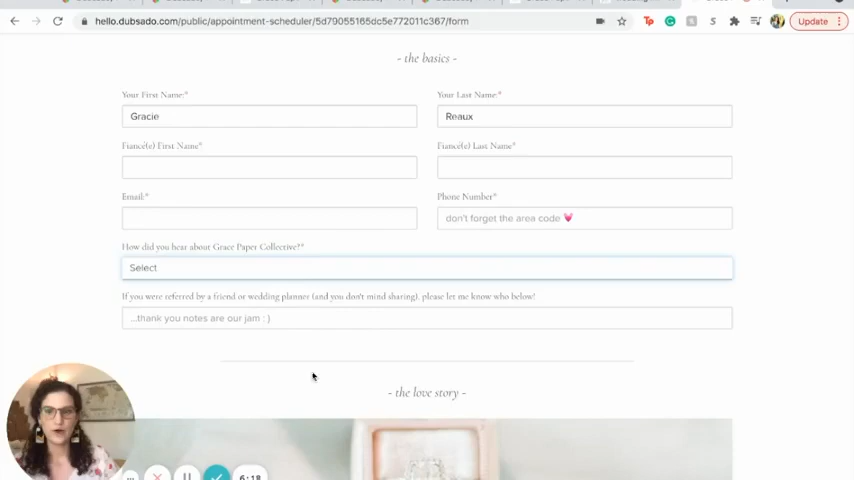 hello.dubsado.com/public/appointment-scheduler/5d79055165dc5e772011c367/form
Update
- the basics -
Your First Name:*
Your Last Name:*
Gracie
Reaux
Fiancé(e) First Name*
Fiancé(e) Last Name*
Email:*
Phone Number*
don't forget the area code 💓
How did you hear about Grace Paper Collective?*
Select
If you were referred by a friend or wedding planner (and you don't mind sharing), please let me know who below!
...thank you notes are our jam : )
- the love story -
6:18